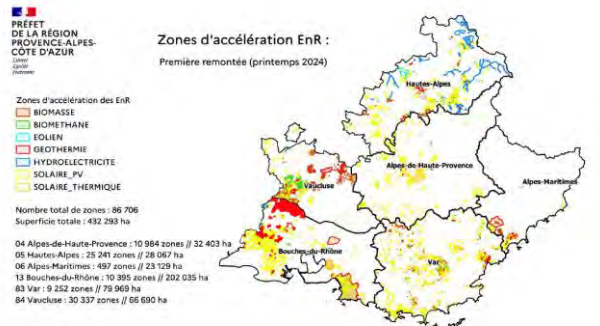 PRÉFET
DE LA RÉGION
PROVENCE-ALPES-
CÔTE D'AZUR
Liberté
Égalité
Fraternité
Zones d'accélération EnR :
Première remontée (printemps 2024)
Zones d'accélération des EnR
BIOMASSE
BIOMETHANE
EOLIEN
GEOTHERMIE
HYDROELECTRICITE
SOLAIRE_PV
SOLAIRE_THERMIQUE
Nombre total de zones : 86 706
Superficie totale : 432 293 ha
04 Alpes-de-Haute-Provence : 10 984 zones // 32 403 ha
05 Hautes-Alpes : 25 241 zones // 28 067 ha
06 Alpes-Maritimes : 497 zones // 23 129 ha
13 Bouches-du-Rhône : 10 395 zones // 202 035 ha
83 Var : 9 252 zones // 79 969 ha
84 Vaucluse : 30 337 zones // 66 690 ha
Hautes-Alpes
Alpes-de-Haute-Provence
Alpes-Maritimes
Vaucluse
Bouches-du-Rhône
Var